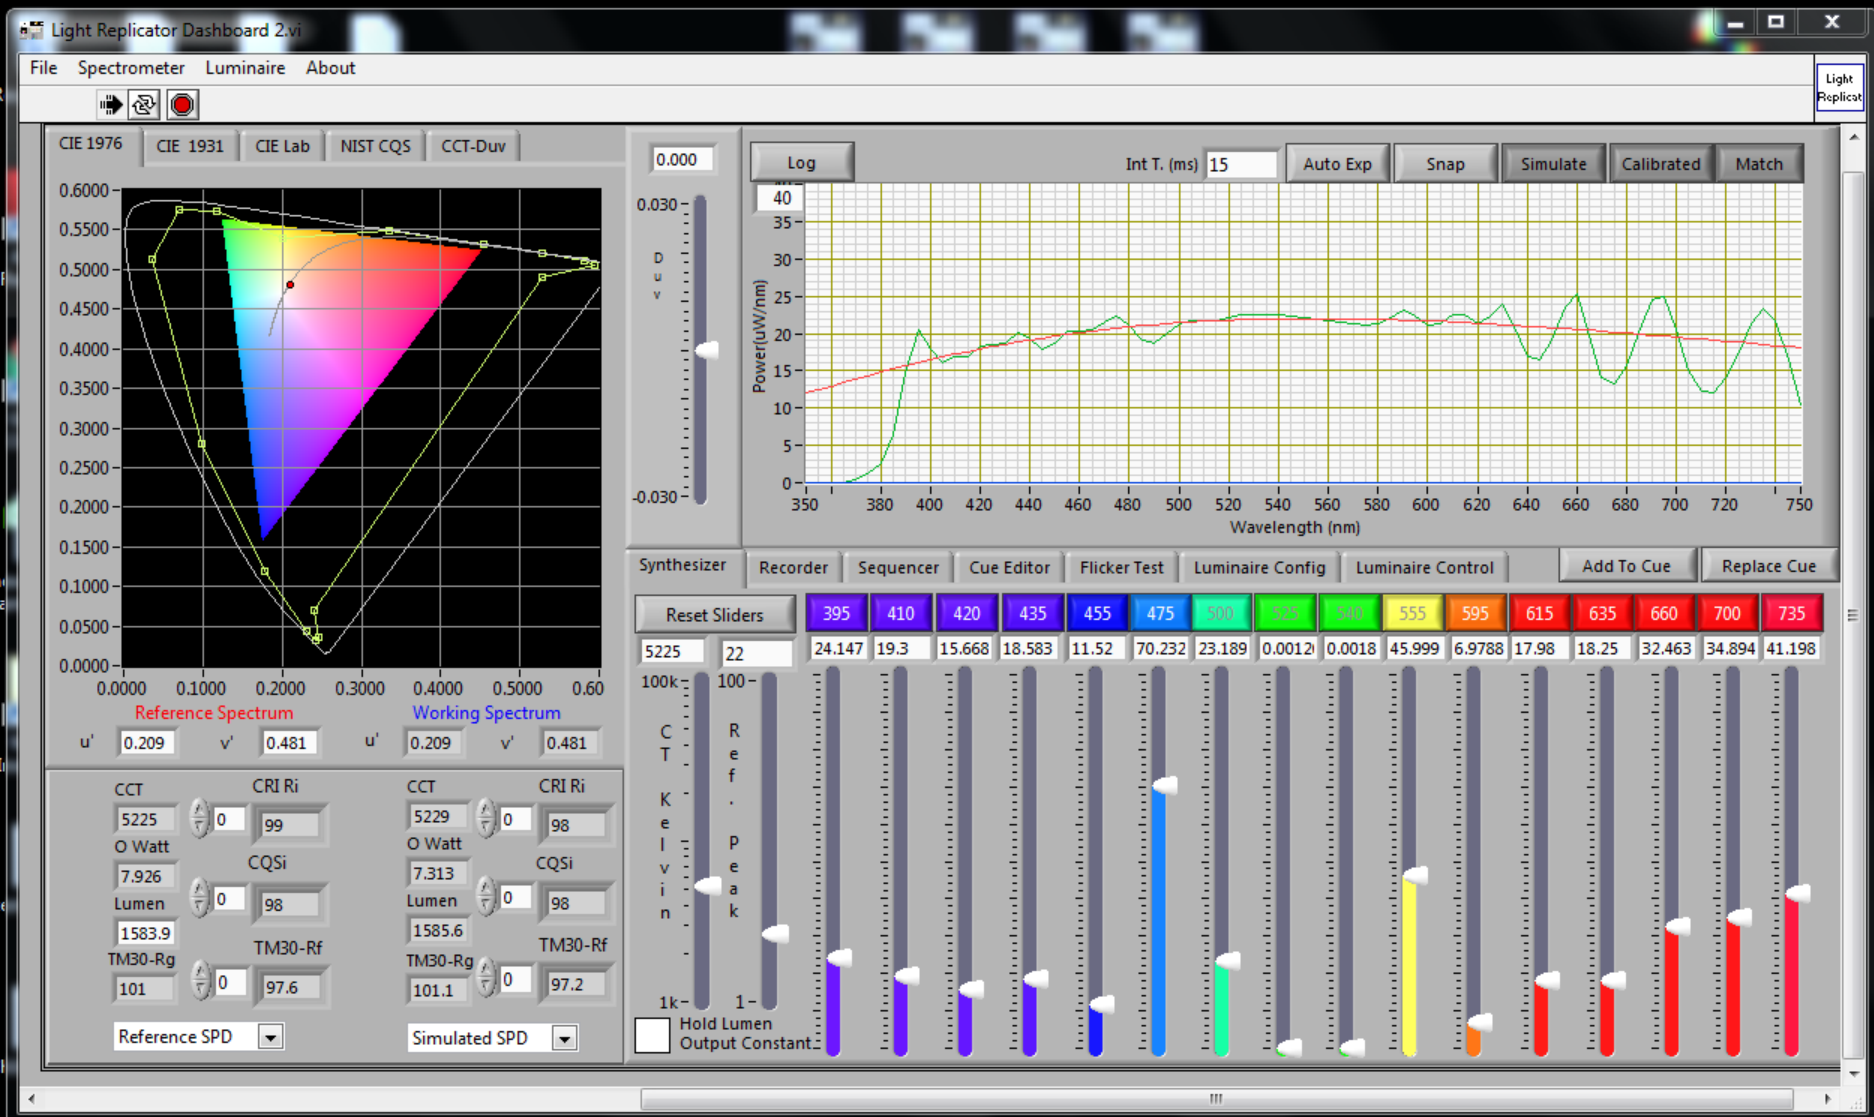 Light Replicator Dashboard 2.vi
File Spectrometer Luminaire About
Light
Replicat
CIE 1976 CIE 1931 CIE Lab NIST CQS CCT-Duv
0.6000
0.5500
0.5000
0.4500
0.4000
0.3500
0.3000
0.2500
0.2000
0.1500
0.1000
0.0500
0.0000
0.0000 0.1000 0.2000 0.3000 0.4000 0.5000 0.60
Reference Spectrum Working Spectrum
u' 0.209 v' 0.481 u' 0.209 v' 0.481
CCT CRI Ri CCT CRI Ri
5225 0 99 5229 0 98
O Watt CQSi O Watt CQSi
7.926 0 98 7.313 0 98
Lumen TM30-Rf Lumen TM30-Rf
1583.9 1585.6
TM30-Rg TM30-Rg
101 0 97.6 101.1 0 97.2
Reference SPD Simulated SPD
0.000
0.030
Duv
-0.030
Log Int T. (ms) 15 Auto Exp Snap Simulate Calibrated Match
40
35
30
25
20
15
10
5
0
Power(uW/nm)
350 380 400 420 440 460 480 500 520 540 560 580 600 620 640 660 680 700 720 750
Wavelength (nm)
Synthesizer Recorder Sequencer Cue Editor Flicker Test Luminaire Config Luminaire Control Add To Cue Replace Cue
Reset Sliders 395 410 420 435 455 475 500 525 540 555 595 615 635 660 700 735
5225 22 24.147 19.3 15.668 18.583 11.52 70.232 23.189 0.0012 0.0018 45.999 6.9788 17.98 18.25 32.463 34.894 41.198
100k 100
CT Kelvin Ref. Peak
1k 1
Hold Lumen
Output Constant